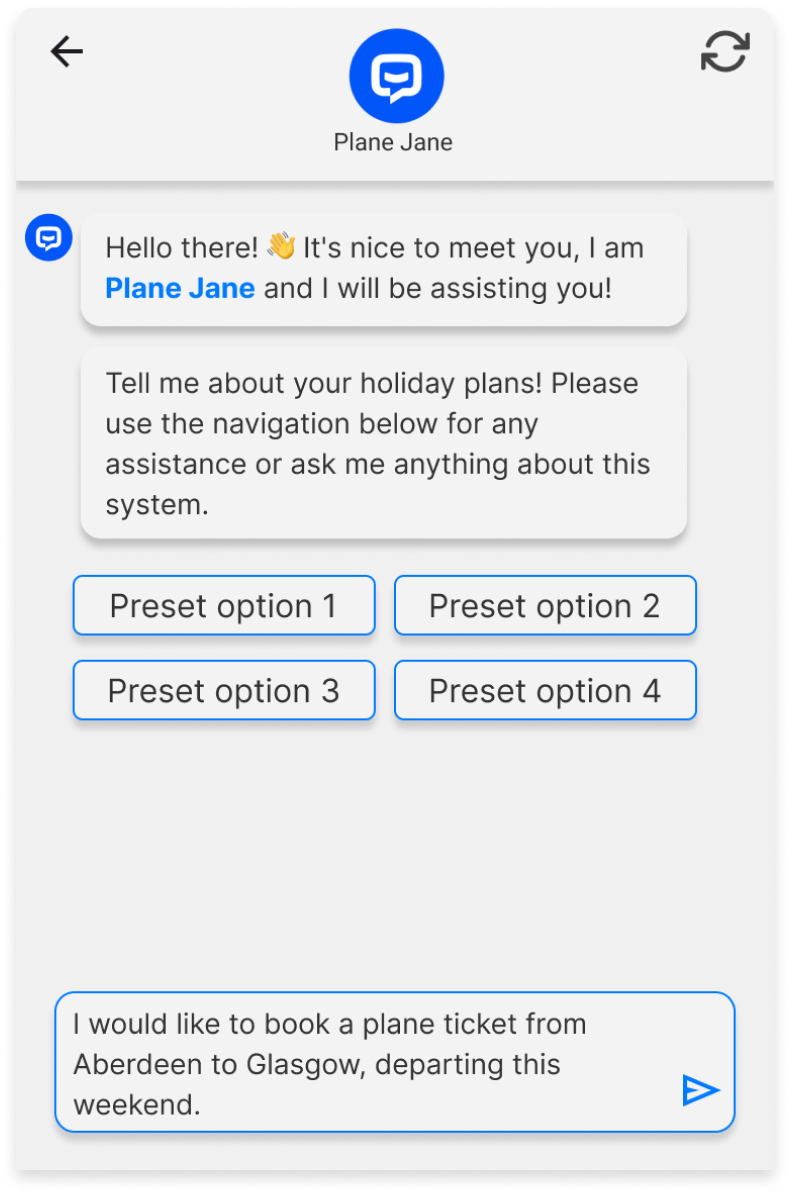 Plane Jane
Hello there! 👋 It's nice to meet you, I am
Plane Jane and I will be assisting you!
Tell me about your holiday plans! Please
use the navigation below for any
assistance or ask me anything about this
system.
Preset option 1
Preset option 2
Preset option 3
Preset option 4
I would like to book a plane ticket from
Aberdeen to Glasgow, departing this
weekend.